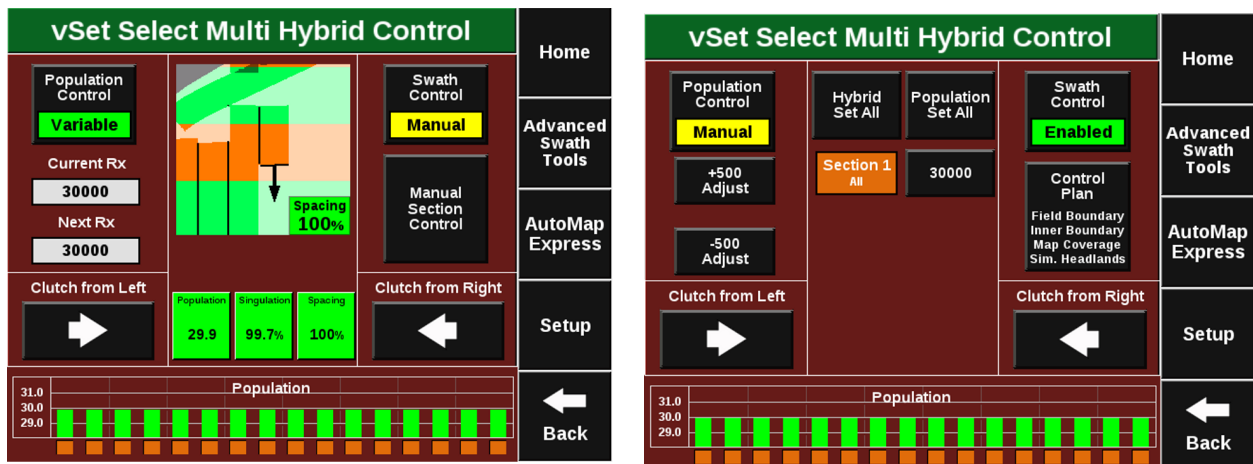 vSet Select Multi Hybrid Control
Population
Control
Variable
Current Rx
30000
Next Rx
30000
Spacing
100%
Swath
Control
Manual
Manual
Section
Control
Clutch from Left
Population
29.9
Singulation
99.7%
Spacing
100%
Clutch from Right
Population
31.0
30.0
29.0
Home
Advanced
Swath
Tools
AutoMap
Express
Setup
Back
vSet Select Multi Hybrid Control
Population
Control
Manual
+500
Adjust
-500
Adjust
Hybrid
Set All
Population
Set All
Section 1
All
30000
Swath
Control
Enabled
Control
Plan
Field Boundary
Inner Boundary
Map Coverage
Sim. Headlands
Clutch from Left
Clutch from Right
Population
31.0
30.0
29.0
Home
Advanced
Swath
Tools
AutoMap
Express
Setup
Back